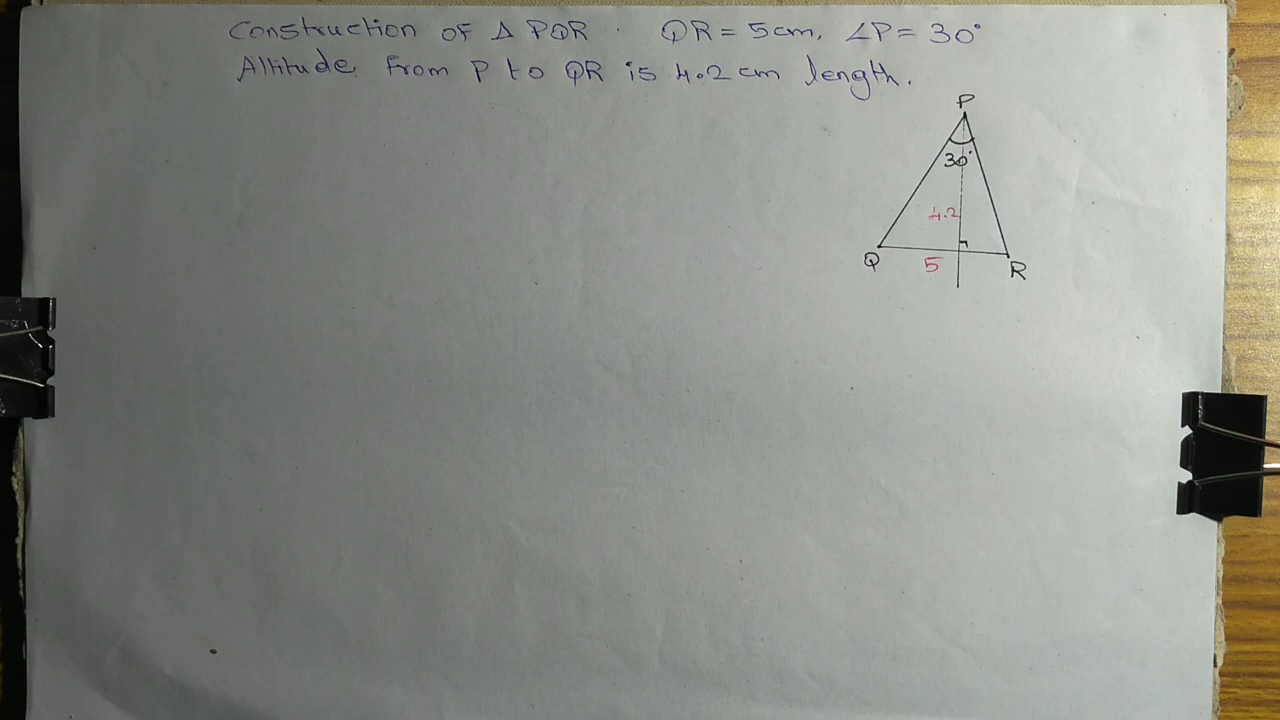 Construction of Δ PQR . QR = 5cm, ∠P = 30°
Altitude from P to QR is 4.2 cm length.
P
30°
4.2
Q
5
R